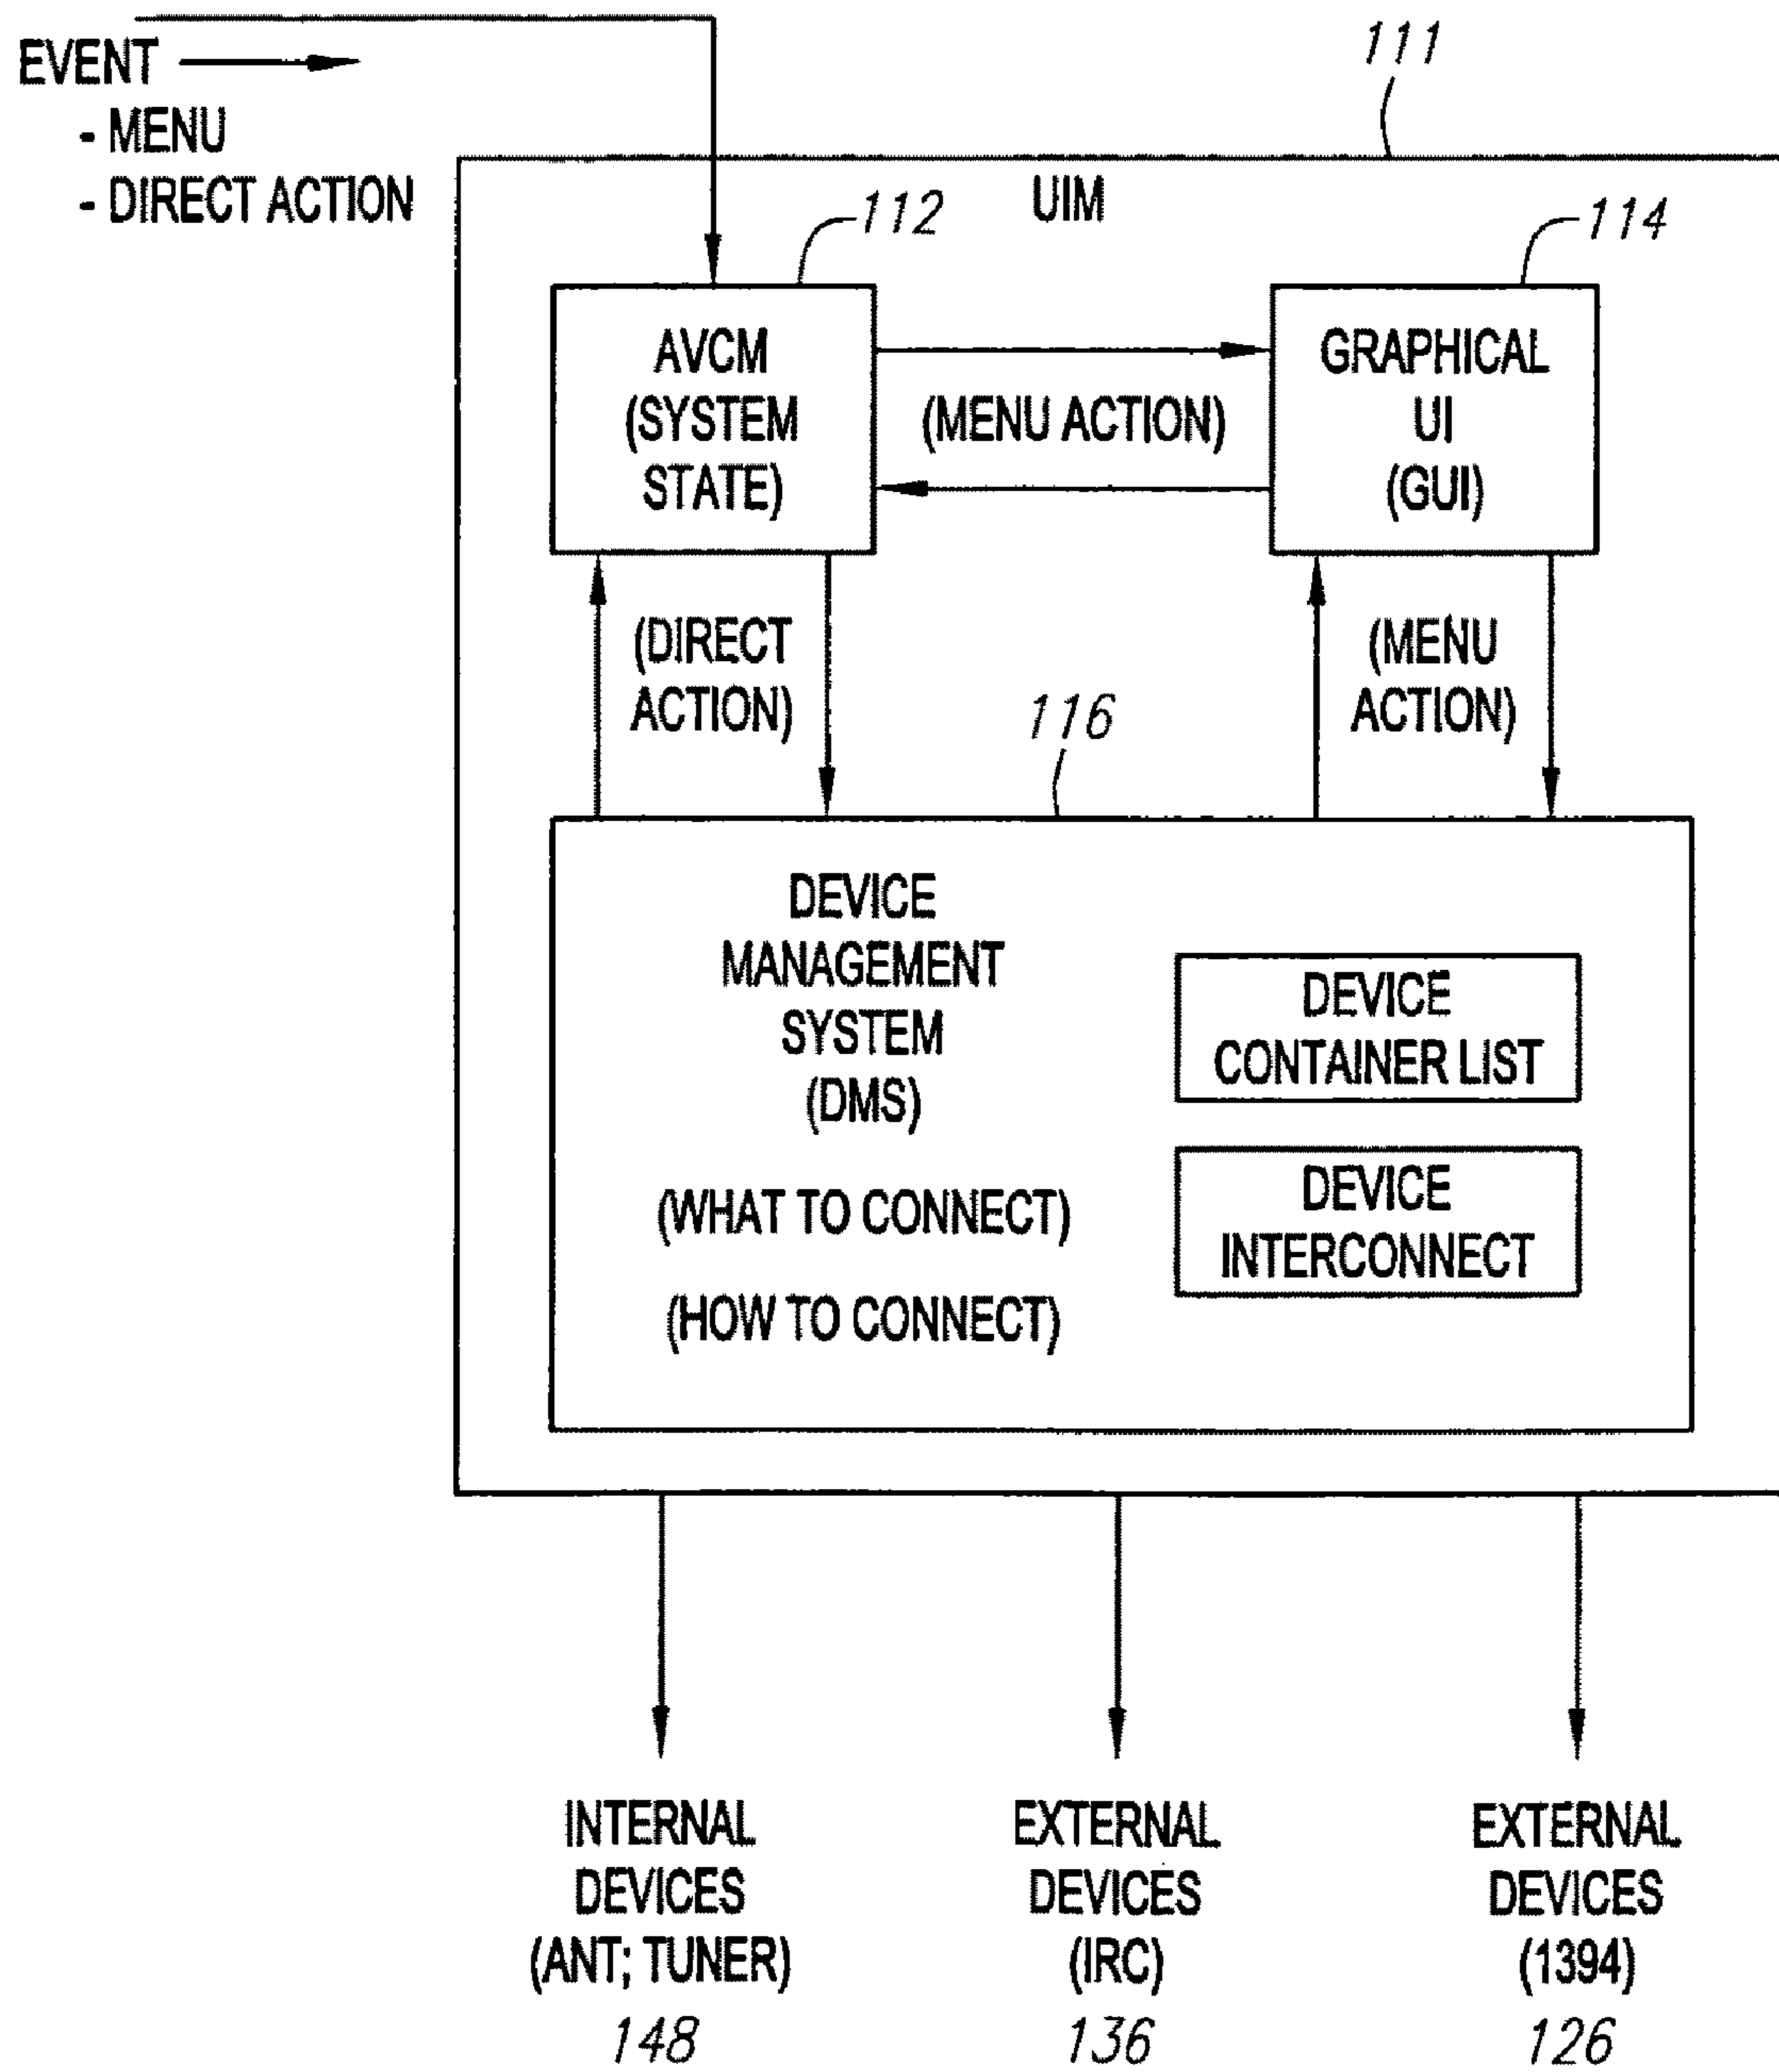 EVENT
- MENU
- DIRECT ACTION
111
UIM
112
114
AVCM
(SYSTEM
STATE)
(MENU ACTION)
GRAPHICAL
UI
(GUI)
(DIRECT
ACTION)
(MENU
ACTION)
116
DEVICE
MANAGEMENT
SYSTEM
(DMS)
(WHAT TO CONNECT)
(HOW TO CONNECT)
DEVICE
CONTAINER LIST
DEVICE
INTERCONNECT
INTERNAL
DEVICES
(ANT; TUNER)
148
EXTERNAL
DEVICES
(IRC)
136
EXTERNAL
DEVICES
(1394)
126